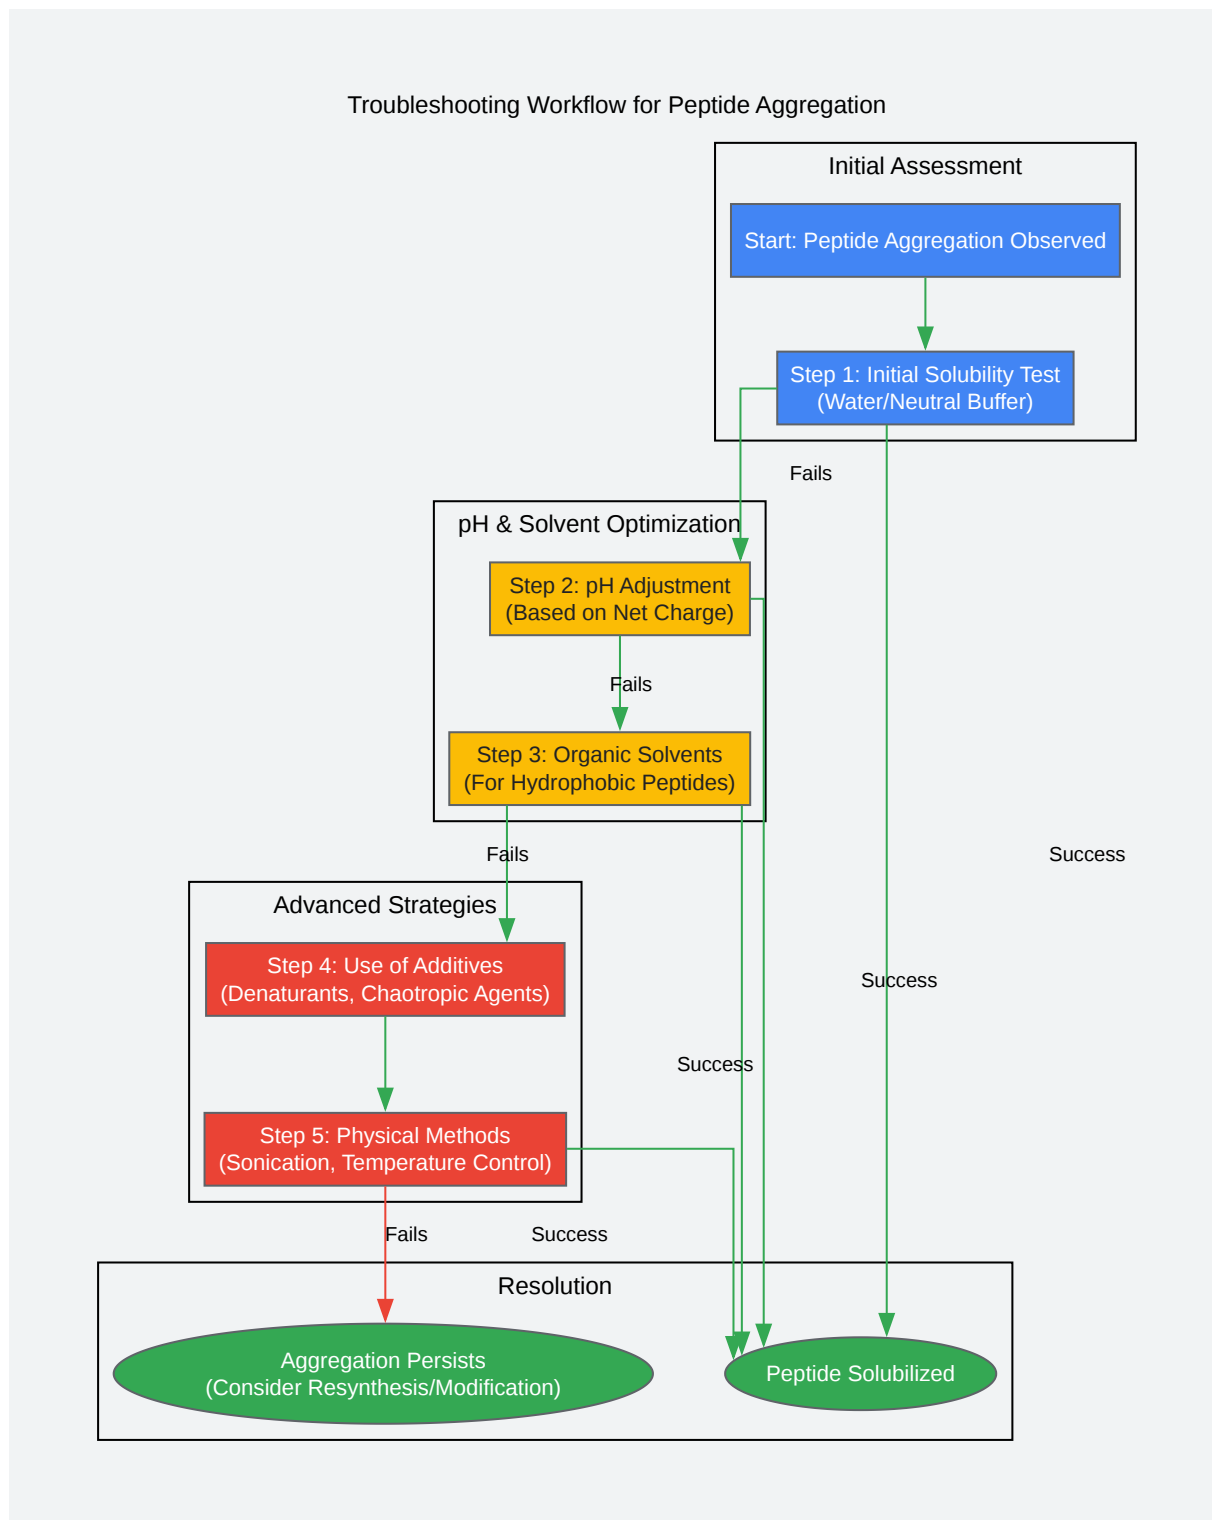 Troubleshooting Workflow for Peptide Aggregation
Initial Assessment
Start: Peptide Aggregation Observed
Step 1: Initial Solubility Test
(Water/Neutral Buffer)
Fails
pH & Solvent Optimization
Step 2: pH Adjustment
(Based on Net Charge)
Fails
Step 3: Organic Solvents
(For Hydrophobic Peptides)
Fails
Success
Advanced Strategies
Step 4: Use of Additives
(Denaturants, Chaotropic Agents)
Success
Success
Step 5: Physical Methods
(Sonication, Temperature Control)
Fails
Success
Resolution
Aggregation Persists
(Consider Resynthesis/Modification)
Peptide Solubilized